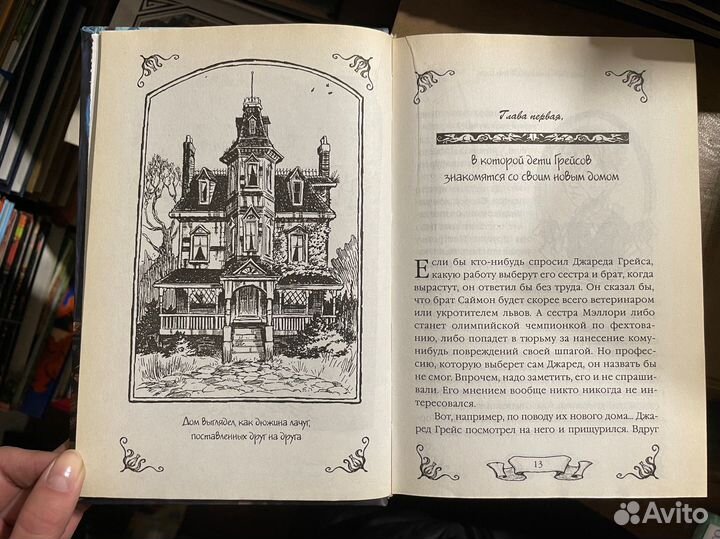 Дом выглядел, как дюжина лачуг,
поставленных друг на друга
Глава первая,
в которой дети Грейсов
знакомятся со своим новым домом
Если бы кто-нибудь спросил Джареда Грейса,
какую работу выберут его сестра и брат, когда
вырастут, он ответил бы без труда. Он сказал бы,
что брат Саймон будет скорее всего ветеринаром
или укротителем львов. А сестра Мэллори либо
станет олимпийской чемпионкой по фехтова-
нию, либо попадет в тюрьму за нанесение кому-
нибудь повреждений своей шпагой. Но профес-
сию, которую выберет сам Джаред, он назвать бы
не смог. Впрочем, надо заметить, его и не спраши-
вали. Его мнением вообще никто никогда не ин-
тересовался.
Вот, например, по поводу их нового дома... Джа-
ред Грейс посмотрел на него и прищурился. Вдруг
13
Avito